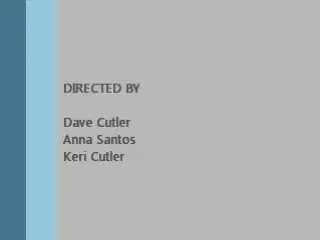 DIRECTED BY
Dave Cutler
Anna Santos
Keri Cutler